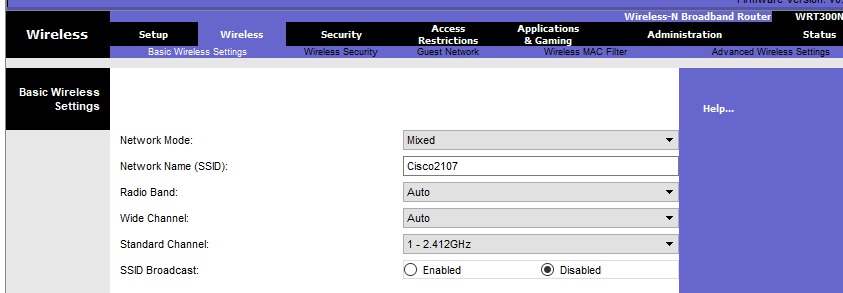 Firmware Version: v0.
Wireless-N Broadband Router WRT300N
Wireless
Setup Wireless Security Access Restrictions Applications & Gaming Administration Status
Basic Wireless Settings Wireless Security Guest Network Wireless MAC Filter Advanced Wireless Settings
Basic Wireless
Settings
Help...
Network Mode: Mixed
Network Name (SSID): Cisco2107
Radio Band: Auto
Wide Channel: Auto
Standard Channel: 1 - 2.412GHz
SSID Broadcast: Enabled Disabled